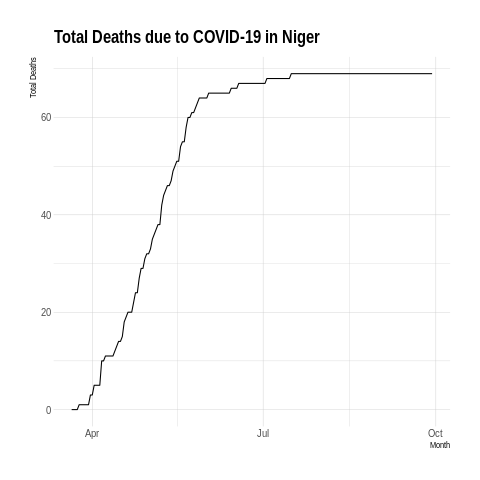 Total Deaths due to COVID-19 in Niger
Total Deaths
60
40
20
0
Apr
Jul
Oct
Month